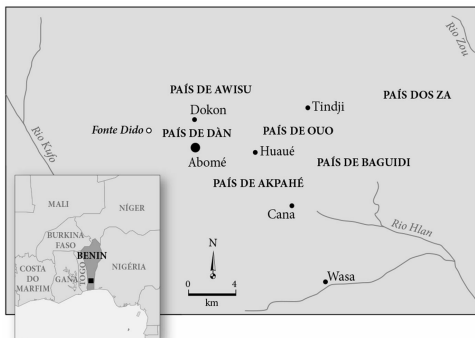 Rio Zou
PAÍS DE AWISU
PAÍS DOS ZA
Dokon
Tindji
Rio Kufo
Fonte Dido
PAÍS DE DÀN
PAÍS DE OUO
Abomé
Huaué
PAÍS DE BAGUIDI
PAÍS DE AKPAHÉ
Cana
Rio Hlan
N
Wasa
0 2 4
km
MALI
NÍGER
BURKINA
FASO
BENIN
COSTA
DO
MARFIM
GANA
TOGO
NIGÉRIA